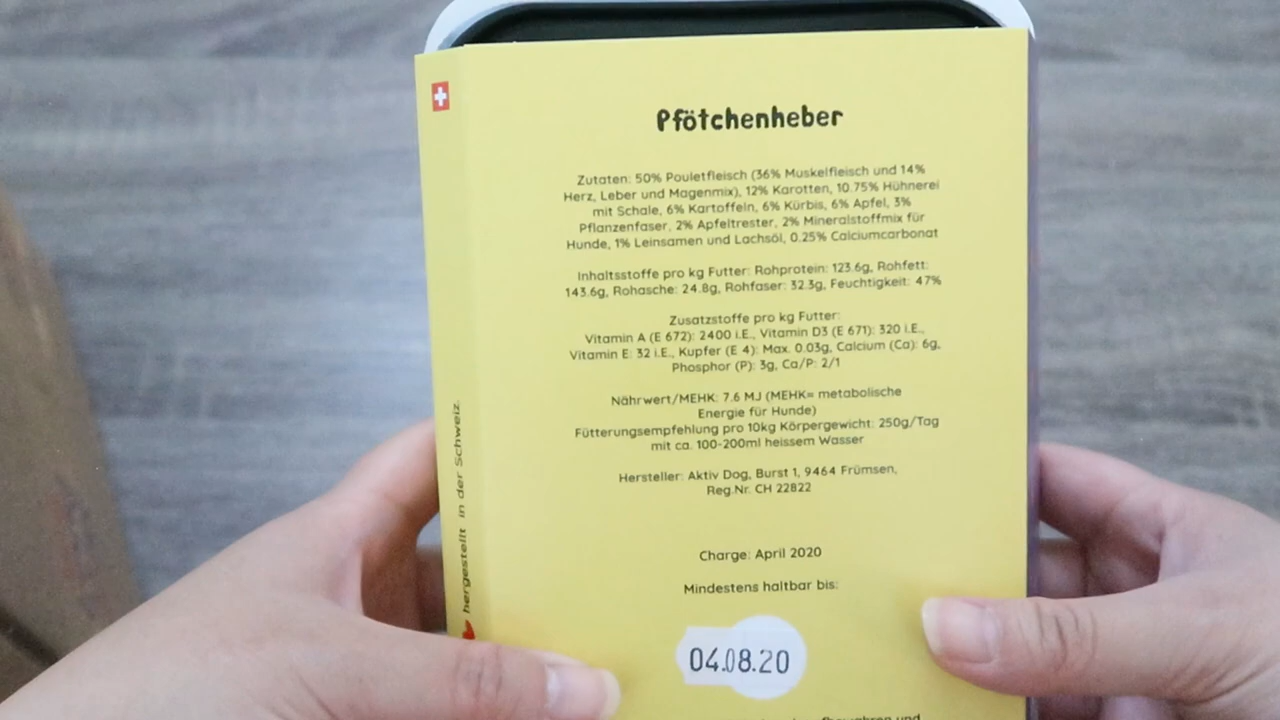 Pfötchenheber
Zutaten: 50% Pouletfleisch (36% Muskelfleisch und 14%
Herz, Leber und Magenmix), 12% Karotten, 10.75% Hühnerei
mit Schale, 6% Kartoffeln, 6% Kürbis, 6% Apfel, 3%
Pflanzenfaser, 2% Apfeltrester, 2% Mineralstoffmix für
Hunde, 1% Leinsamen und Lachsöl, 0.25% Calciumcarbonat
Inhaltsstoffe pro kg Futter: Rohprotein: 123.6g, Rohfett:
143.6g, Rohasche: 24.8g, Rohfaser: 32.3g, Feuchtigkeit: 47%
Zusatzstoffe pro kg Futter:
Vitamin A (E 672): 2400 i.E., Vitamin D3 (E 671): 320 i.E.,
Vitamin E: 32 i.E., Kupfer (E 4): Max. 0.03g, Calcium (Ca): 6g,
Phosphor (P): 3g, Ca/P: 2/1
Nährwert/MEHK: 7.6 MJ (MEHK= metabolische
Energie für Hunde)
Fütterungsempfehlung pro 10kg Körpergewicht: 250g/Tag
mit ca. 100-200ml heissem Wasser
Hersteller: Aktiv Dog, Burst 1, 9464 Frümsen,
Reg.Nr. CH 22822
Charge: April 2020
Mindestens haltbar bis:
04.08.20
hergestellt in der Schweiz.